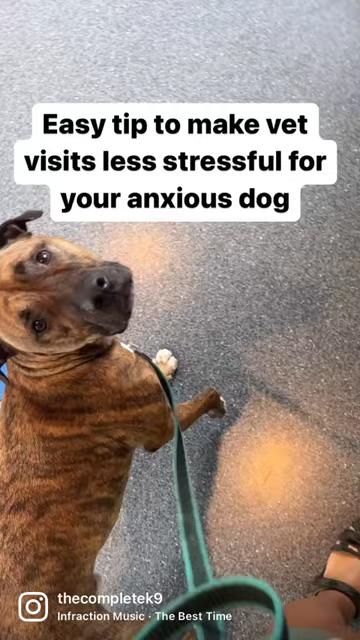 Easy tip to make vet
visits less stressful for
your anxious dog
thecompletek9
Infraction Music · The Best Time